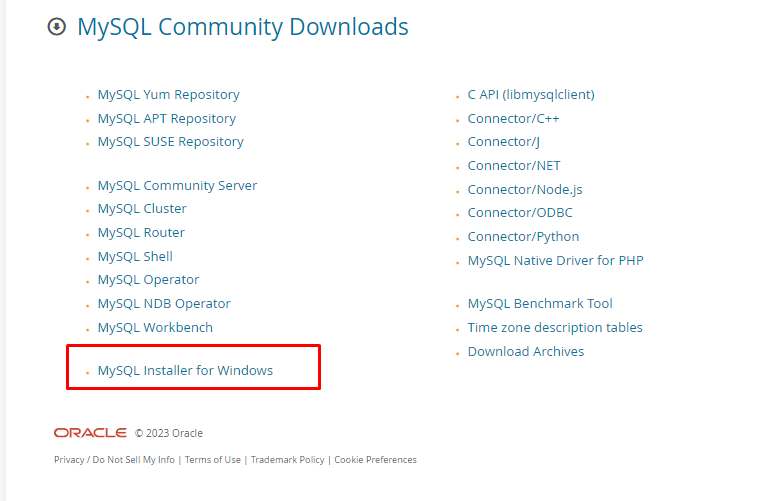 MySQL Community Downloads
MySQL Yum Repository
MySQL APT Repository
MySQL SUSE Repository
MySQL Community Server
MySQL Cluster
MySQL Router
MySQL Shell
MySQL Operator
MySQL NDB Operator
MySQL Workbench
MySQL Installer for Windows
C API (libmysqlclient)
Connector/C++
Connector/J
Connector/NET
Connector/Node.js
Connector/ODBC
Connector/Python
MySQL Native Driver for PHP
MySQL Benchmark Tool
Time zone description tables
Download Archives
ORACLE © 2023 Oracle
Privacy / Do Not Sell My Info | Terms of Use | Trademark Policy | Cookie Preferences